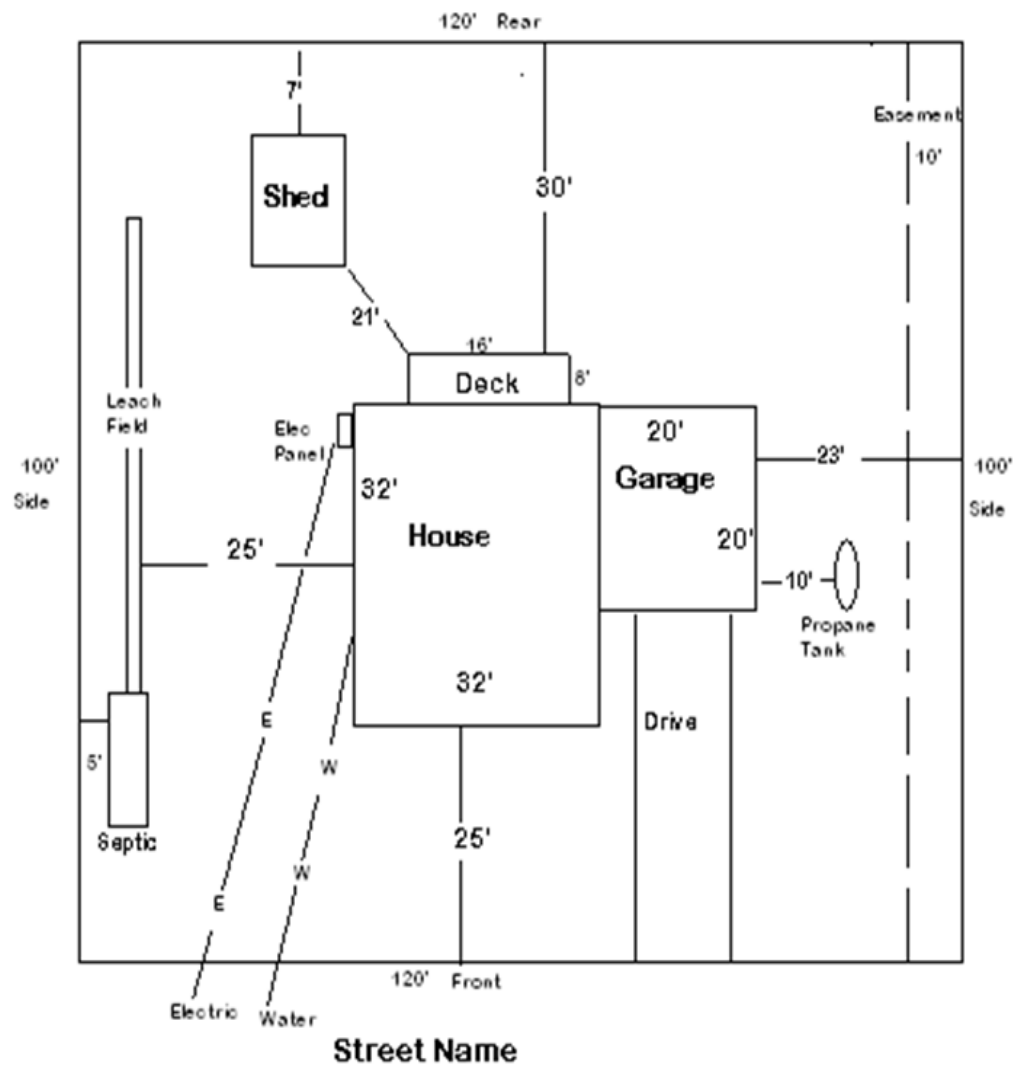 120' Rear
7'
Easement
10'
Shed
30'
21'
16'
Deck
8'
Leach
Field
Elec
Panel
20'
Garage
23'
100'
Side
100'
Side
32'
House
20'
25'
10'
Propane
Tank
32'
E
Drive
W
5'
Septic
25'
W
E
120' Front
Electric
Water
Street Name